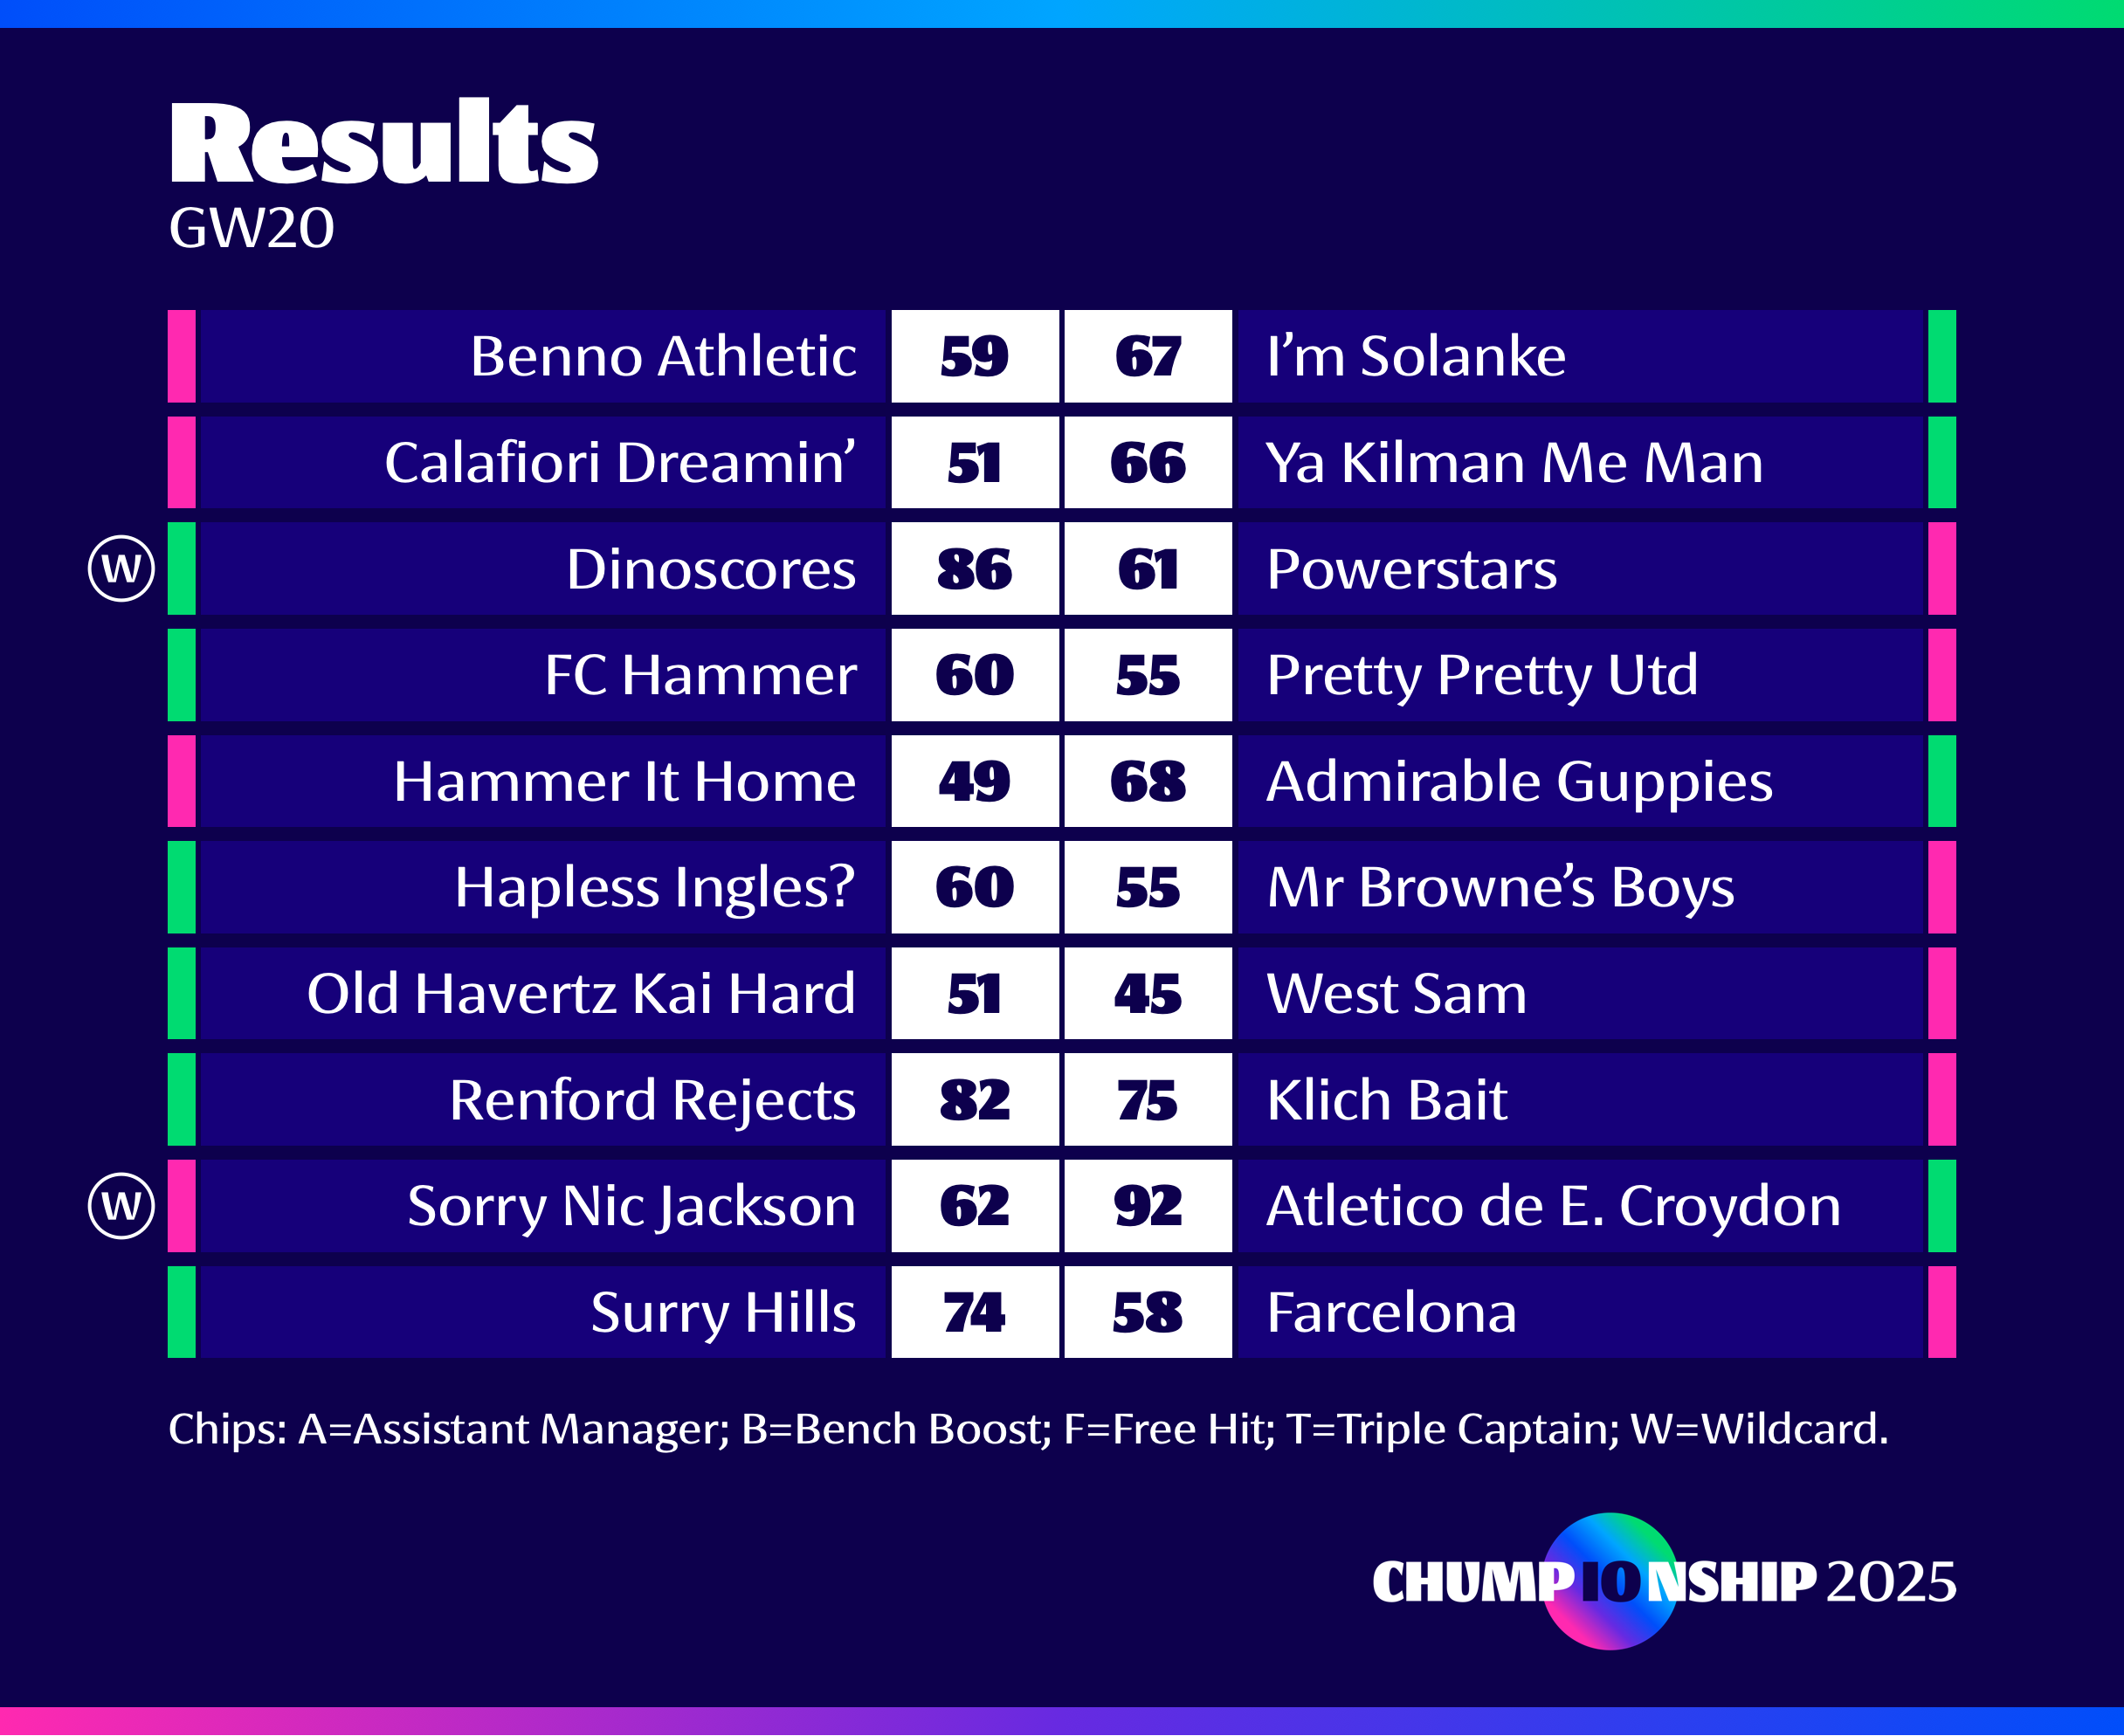 Results
GW20
Benno Athletic 59 67 I’m Solanke
Calafiori Dreamin’ 51 66 Ya Kilman Me Man
W Dinoscores 86 61 Powerstars
FC Hammer 60 55 Pretty Pretty Utd
Hammer It Home 49 68 Admirable Guppies
Hapless Ingles? 60 55 Mr Browne’s Boys
Old Havertz Kai Hard 51 45 West Sam
Renford Rejects 82 75 Klich Bait
W Sorry Nic Jackson 62 92 Atletico de E. Croydon
Surry Hills 74 58 Farcelona
Chips: A=Assistant Manager; B=Bench Boost; F=Free Hit; T=Triple Captain; W=Wildcard.
CHUMPIONSHIP 2025